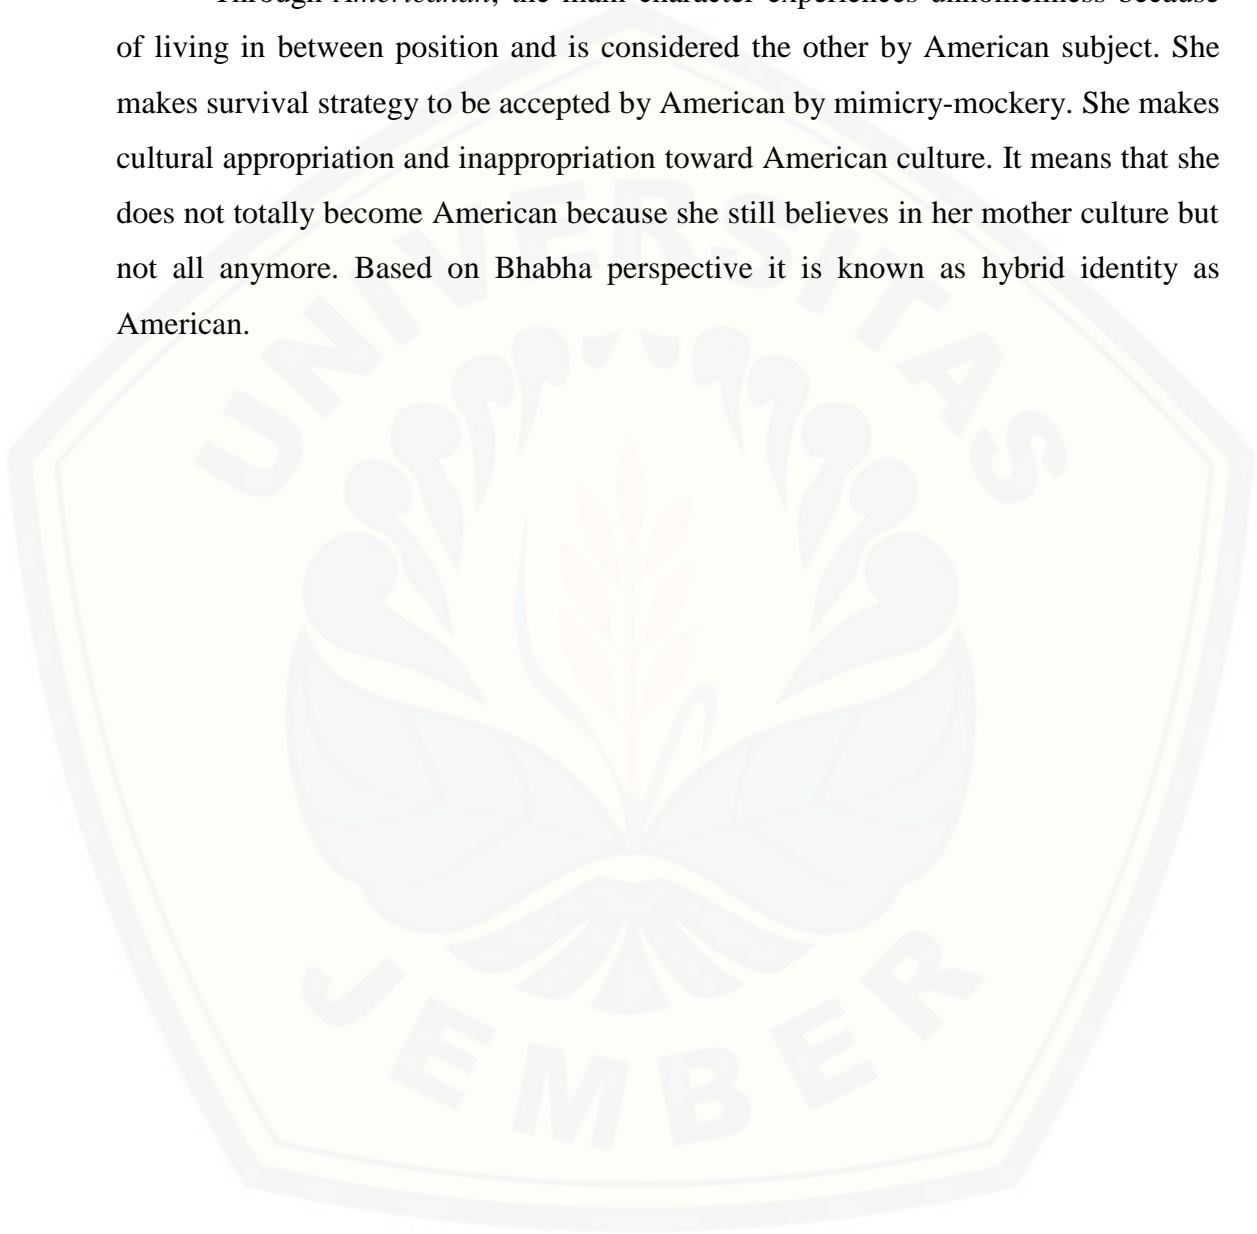 Through Americanah, the main character experiences unhomeliness because
of living in between position and is considered the other by American subject. She
makes survival strategy to be accepted by American by mimicry-mockery. She makes
cultural appropriation and inappropriation toward American culture. It means that she
does not totally become American because she still believes in her mother culture but
not all anymore. Based on Bhabha perspective it is known as hybrid identity as
American.
UNIVERSITAS
JEMBER